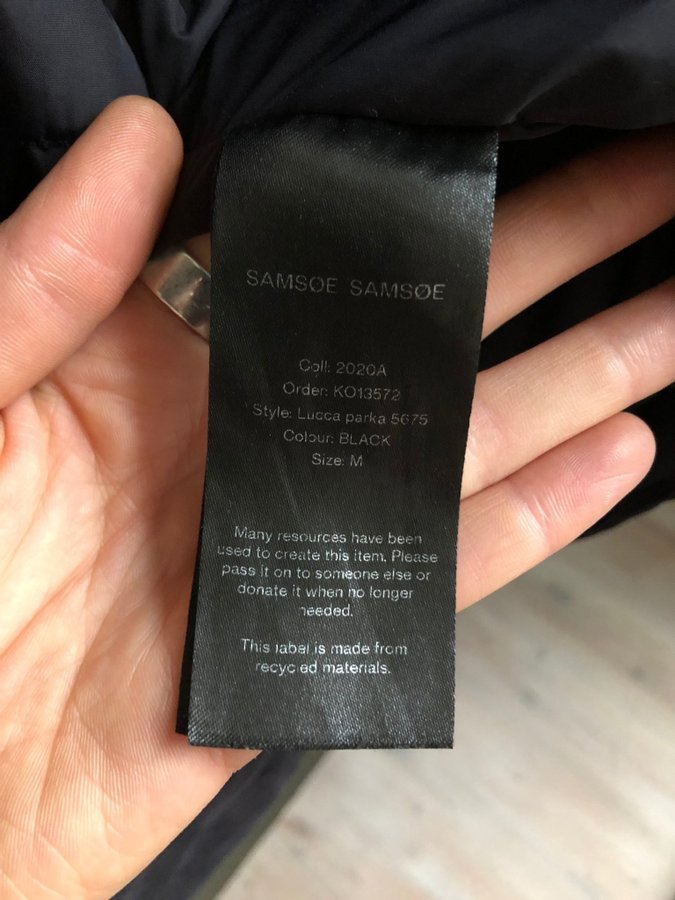 SAMSØE SAMSØE
Coll: 2020A
Order: KO13572
Style: Lucca parka 5675
Colour: BLACK
Size: M
Many resources have been
used to create this item. Please
pass it on to someone else or
donate it when no longer
needed.
This label is made from
recycled materials.